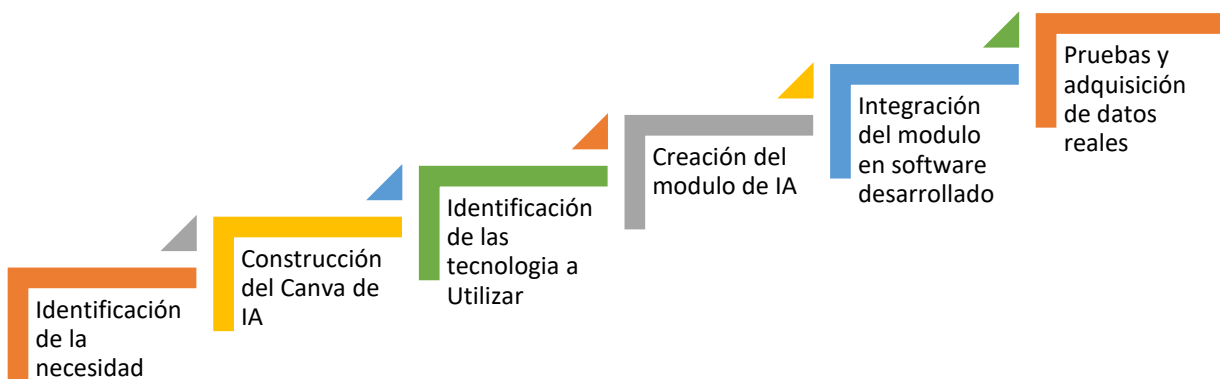 Identificación
de la
necesidad
Construcción
del Canva de
IA
Identificación
de las
tecnologia a
Utilizar
Creación del
modulo de IA
Integración
del modulo
en software
desarrollado
Pruebas y
adquisición
de datos
reales